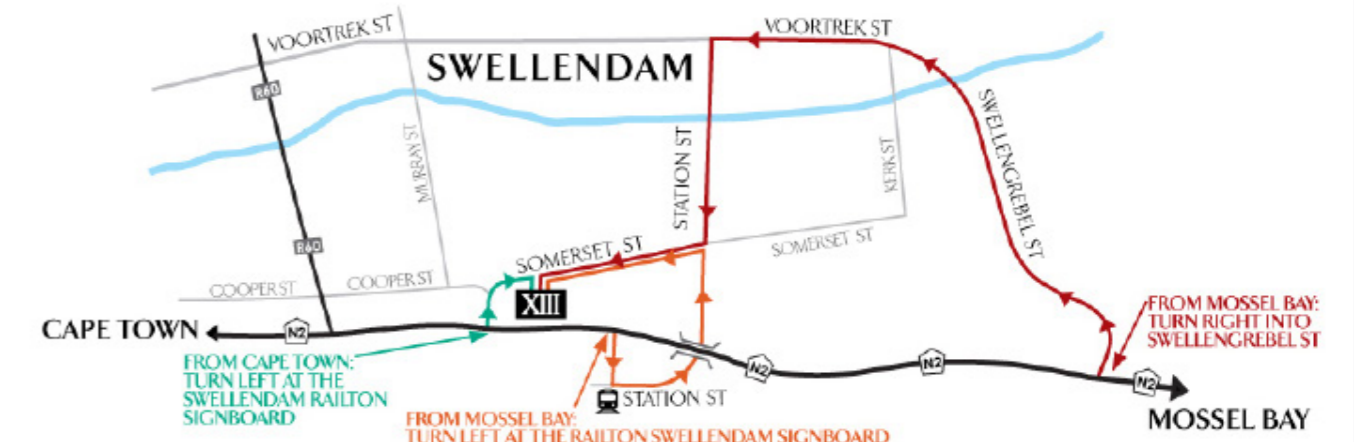 VOORTREK ST
VOORTREK ST
SWELLENDAM
R60
SWELLENGREBEL ST
MURRAY ST
STATION ST
KERK ST
R60
SOMERSET ST
SOMERSET ST
COOPER ST
COOPER ST
XIII
CAPE TOWN
N2
FROM MOSSEL BAY:
TURN RIGHT INTO
SWELLENGREBEL ST
FROM CAPE TOWN:
TURN LEFT AT THE
SWELLENDAM RAILTON
SIGNBOARD
N2
N2
N2
STATION ST
MOSSEL BAY
FROM MOSSEL BAY:
TURN LEFT AT THE RAILTON SWELLENDAM SIGNBOARD